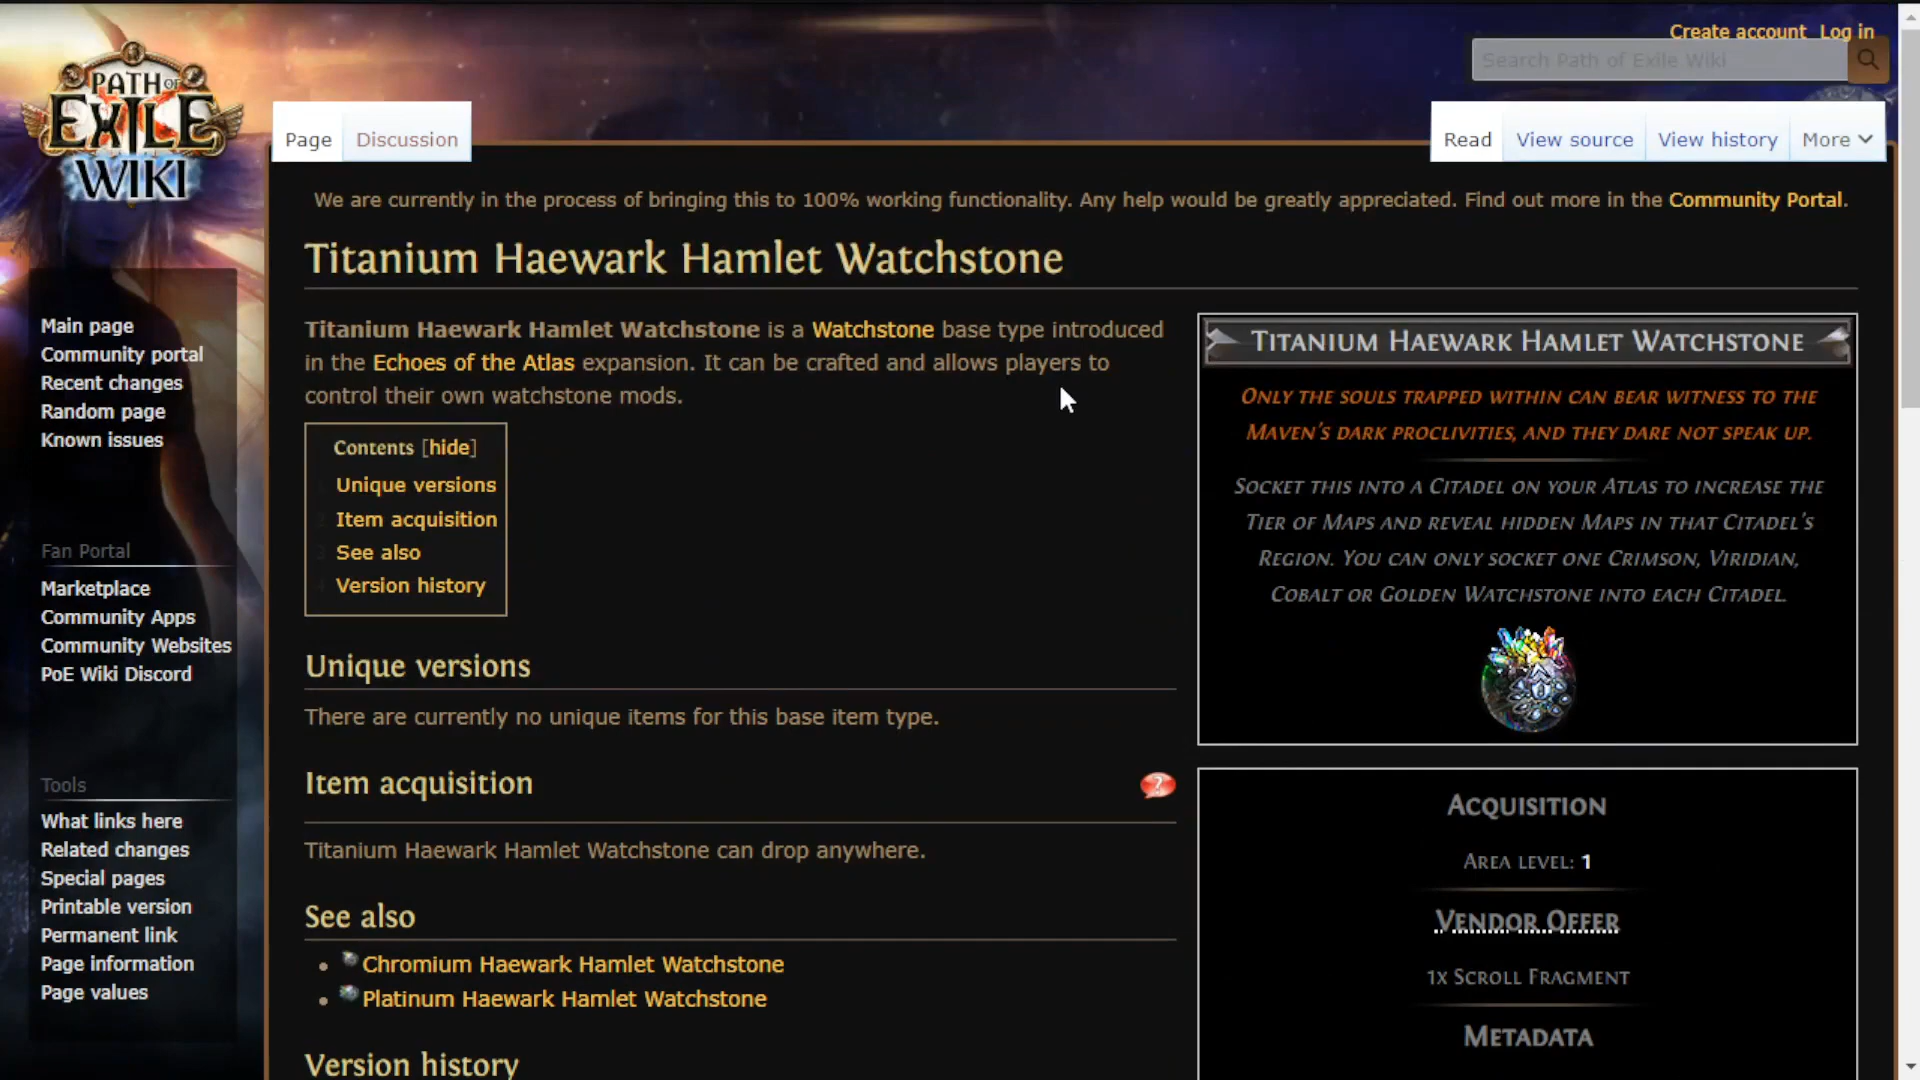 Create account Log in
Search Path of Exile Wiki
PATH OF
EXILE
WIKI
Page Discussion
Read View source View history More
We are currently in the process of bringing this to 100% working functionality. Any help would be greatly appreciated. Find out more in the Community Portal.
Titanium Haewark Hamlet Watchstone
Titanium Haewark Hamlet Watchstone is a Watchstone base type introduced
in the Echoes of the Atlas expansion. It can be crafted and allows players to
control their own watchstone mods.
Contents [hide]
Unique versions
Item acquisition
See also
Version history
Unique versions
There are currently no unique items for this base item type.
Item acquisition
?
Titanium Haewark Hamlet Watchstone can drop anywhere.
See also
Chromium Haewark Hamlet Watchstone
Platinum Haewark Hamlet Watchstone
Version history
TITANIUM HAEWARK HAMLET WATCHSTONE
ONLY THE SOULS TRAPPED WITHIN CAN BEAR WITNESS TO THE
MAVEN'S DARK PROCLIVITIES, AND THEY DARE NOT SPEAK UP.
SOCKET THIS INTO A CITADEL ON YOUR ATLAS TO INCREASE THE
TIER OF MAPS AND REVEAL HIDDEN MAPS IN THAT CITADEL'S
REGION. YOU CAN ONLY SOCKET ONE CRIMSON, VIRIDIAN,
COBALT OR GOLDEN WATCHSTONE INTO EACH CITADEL.
ACQUISITION
AREA LEVEL: 1
VENDOR OFFER
1X SCROLL FRAGMENT
METADATA
Main page
Community portal
Recent changes
Random page
Known issues
Fan Portal
Marketplace
Community Apps
Community Websites
PoE Wiki Discord
Tools
What links here
Related changes
Special pages
Printable version
Permanent link
Page information
Page values